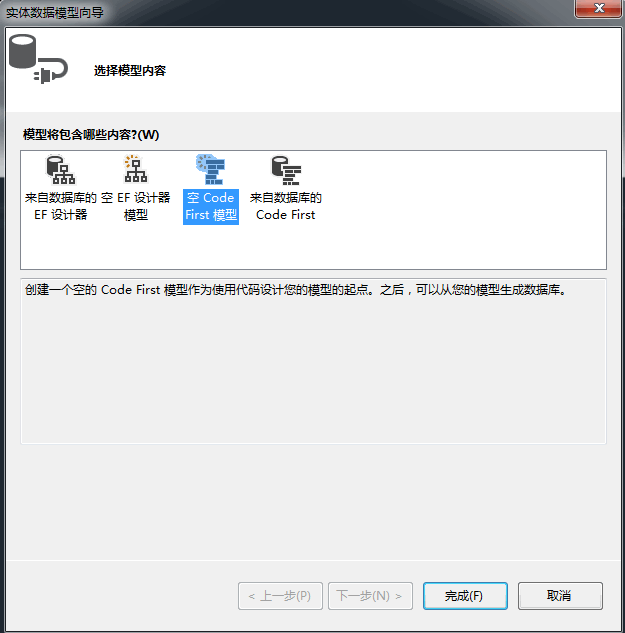 实体数据模型向导
选择模型内容
模型将包含哪些内容?(W)
来自数据库的
EF 设计器
空 EF 设计器
模型
空 Code
First 模型
来自数据库的
Code First
创建一个空的 Code First 模型作为使用代码设计您的模型的起点。之后，可以从您的模型生成数据库。
< 上一步(P)
下一步(N) >
完成(F)
取消